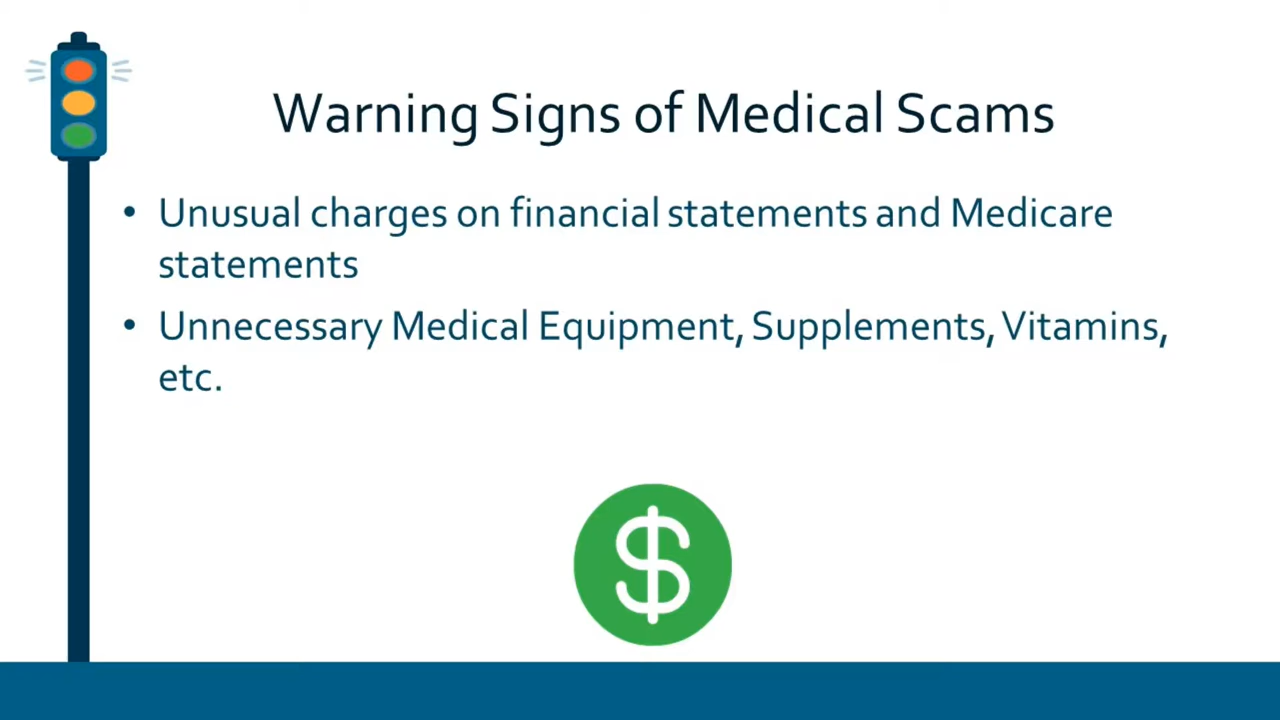 Warning Signs of Medical Scams
• Unusual charges on financial statements and Medicare
statements
• Unnecessary Medical Equipment, Supplements, Vitamins,
etc.
$